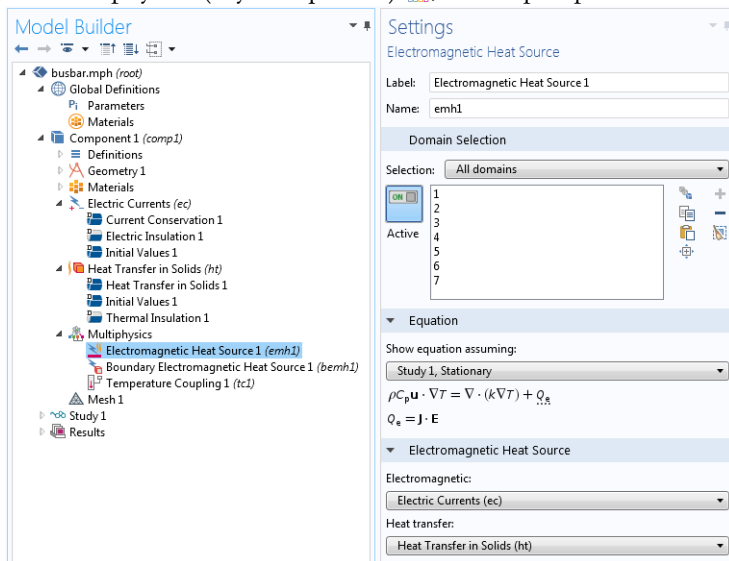 Model Builder
busbar.mph (root)
Global Definitions
Pi Parameters
Materials
Component 1 (comp1)
Definitions
Geometry 1
Materials
Electric Currents (ec)
Current Conservation 1
Electric Insulation 1
Initial Values 1
Heat Transfer in Solids (ht)
Heat Transfer in Solids 1
Initial Values 1
Thermal Insulation 1
Multiphysics
Electromagnetic Heat Source 1 (emh1)
Boundary Electromagnetic Heat Source 1 (bemh1)
Temperature Coupling 1 (tc1)
Mesh 1
Study 1
Results
Settings
Electromagnetic Heat Source
Label: Electromagnetic Heat Source 1
Name: emh1
Domain Selection
Selection: All domains
ON
Active
1
2
3
4
5
6
7
Equation
Show equation assuming:
Study 1, Stationary
ρCₚu · ∇T = ∇ · (k∇T) + Qₑ
Qₑ = J · E
Electromagnetic Heat Source
Electromagnetic:
Electric Currents (ec)
Heat transfer:
Heat Transfer in Solids (ht)